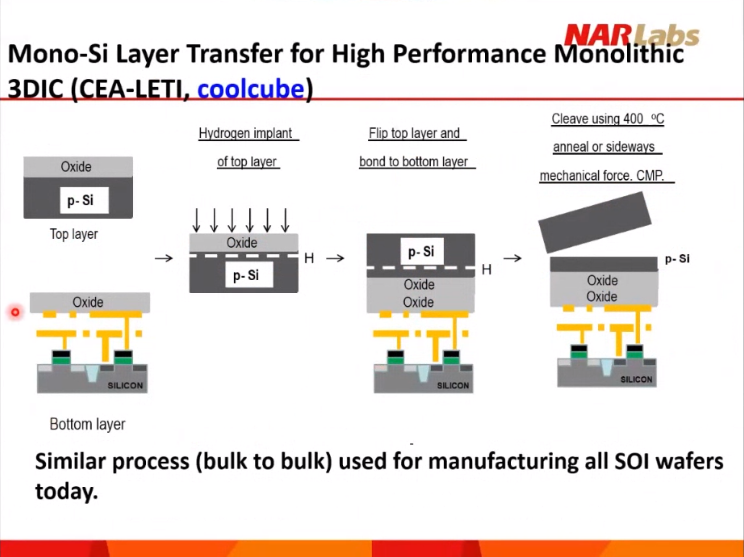 NARLabs
Mono-Si Layer Transfer for High Performance Monolithic
3DIC (CEA-LETI, coolcube)
Hydrogen implant
of top layer
Flip top layer and
bond to bottom layer
Cleave using 400 ºC
anneal or sideways
mechanical force. CMP.
Oxide
p- Si
Top layer
Oxide
p- Si
H
p- Si
H
Oxide
Oxide
p- Si
Oxide
Oxide
Oxide
SILICON
SILICON
SILICON
Bottom layer
Similar process (bulk to bulk) used for manufacturing all SOI wafers
today.